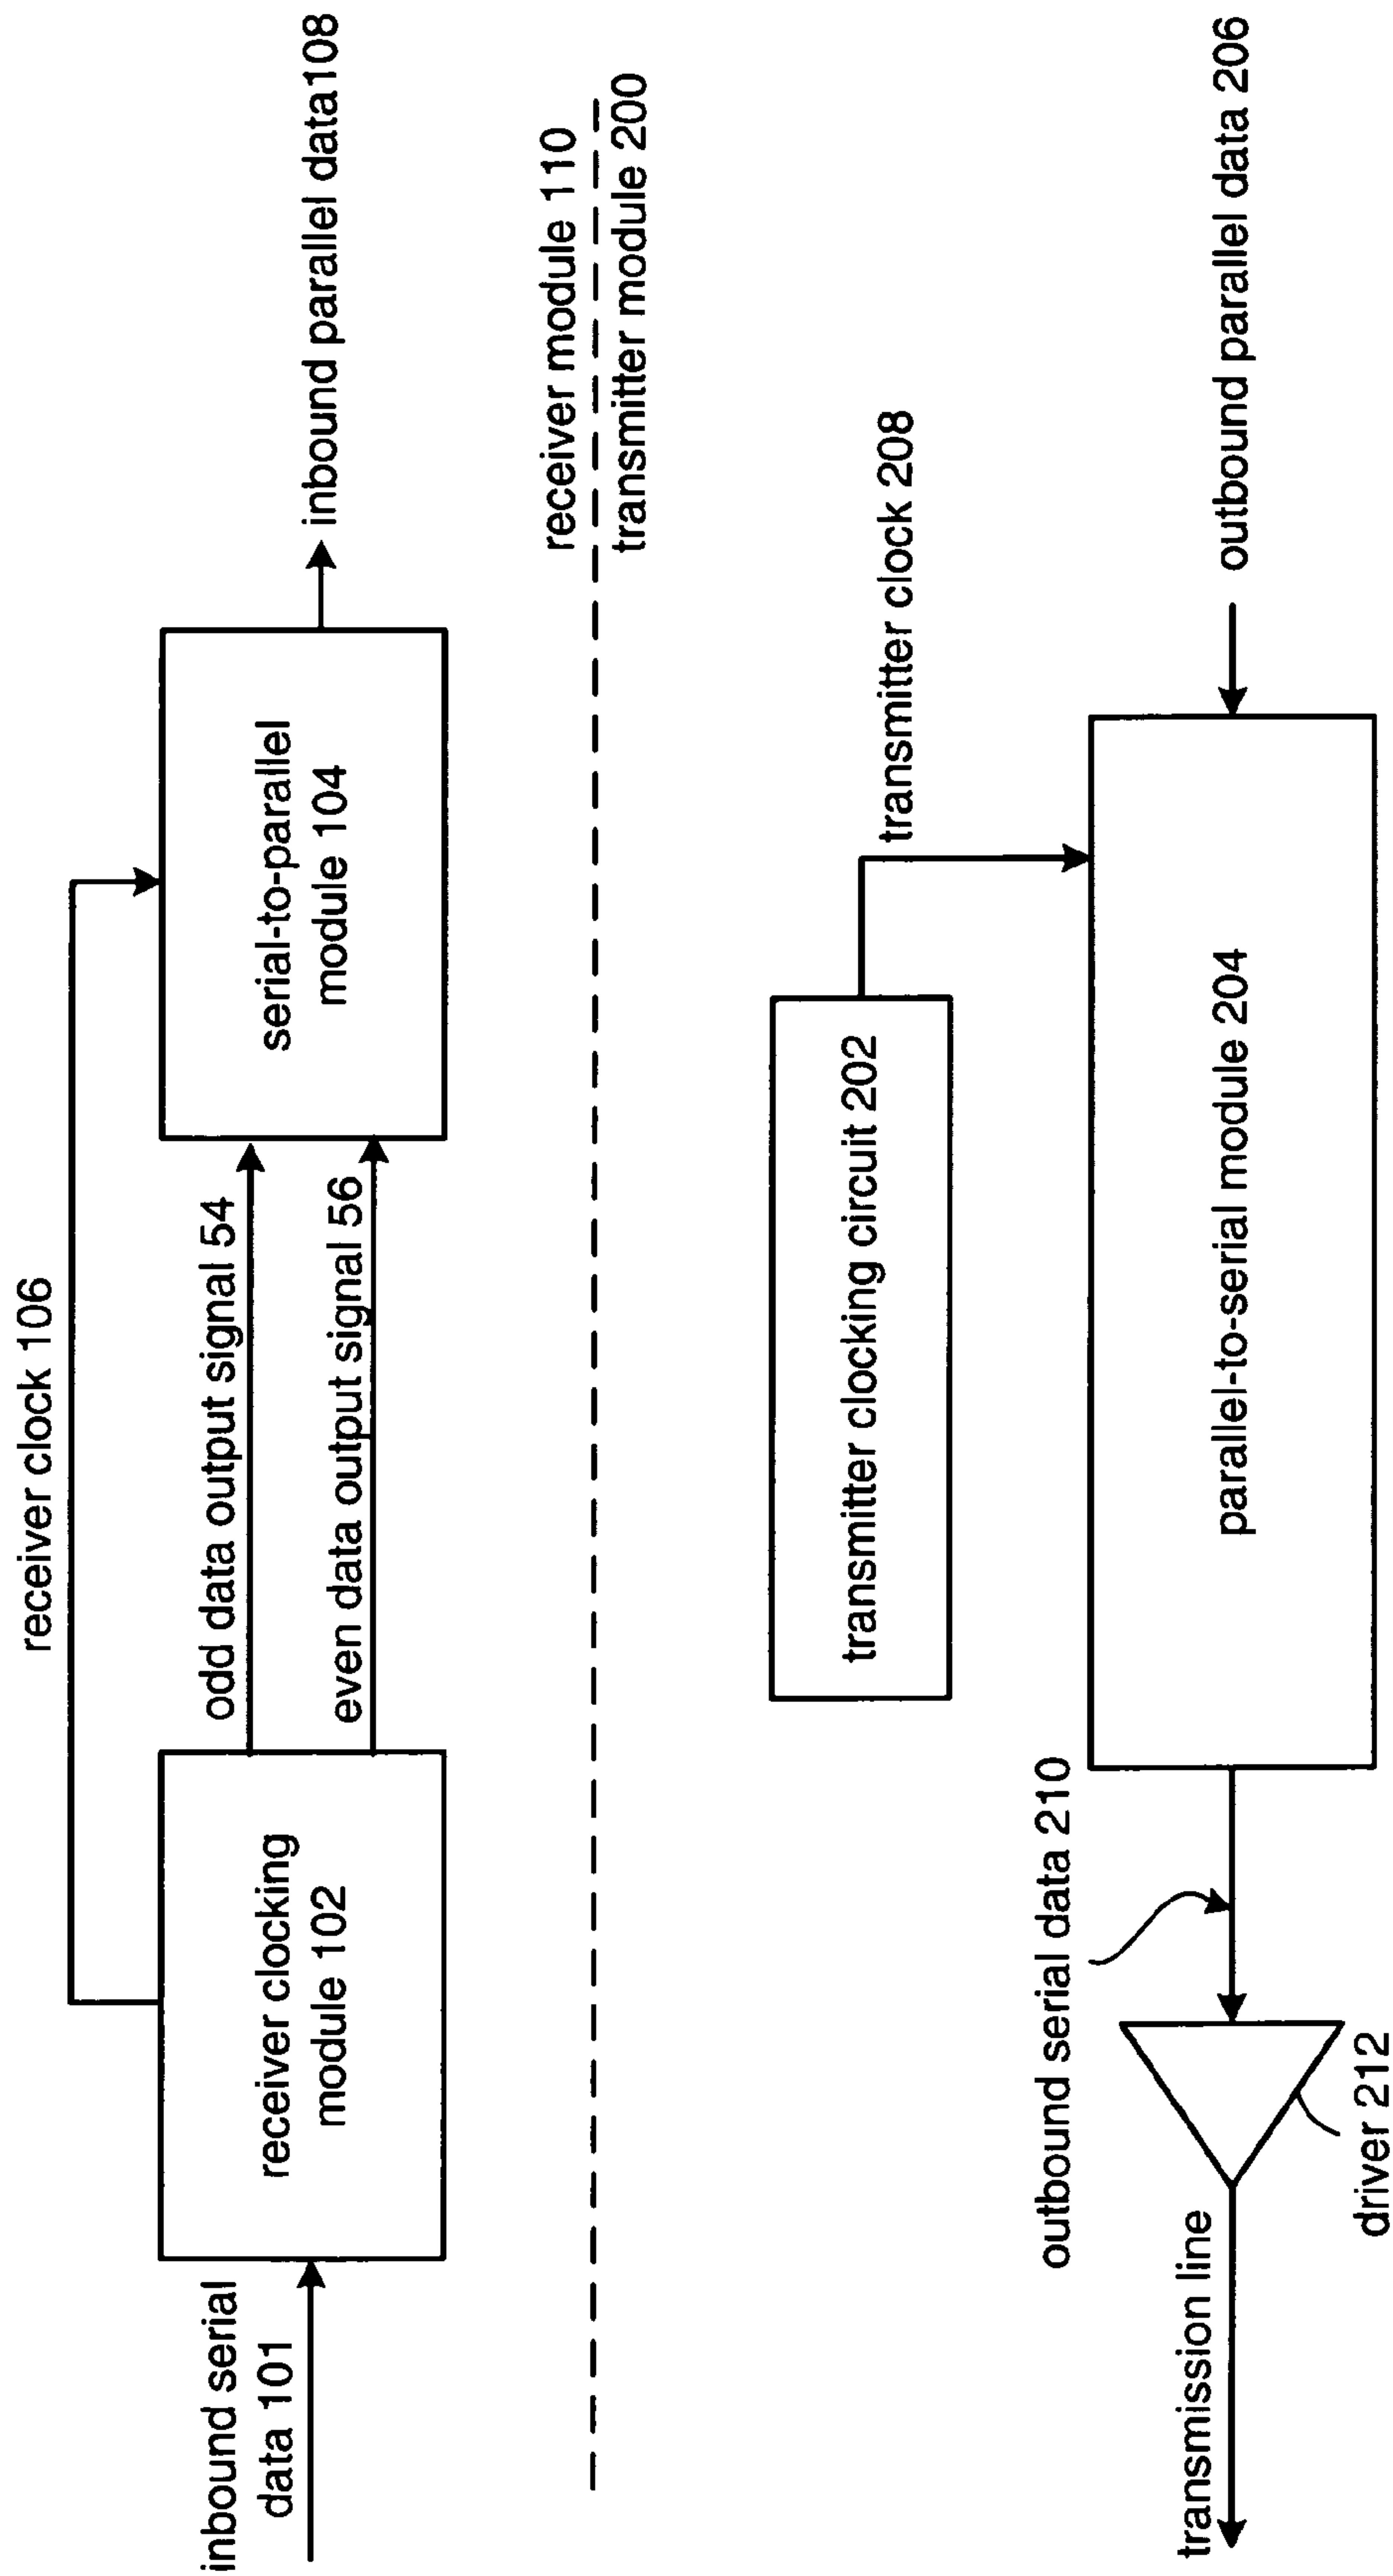 receiver clock 106
inbound serial
data 101
receiver clocking
module 102
odd data output signal 54
even data output signal 56
serial-to-parallel
module 104
inbound parallel data108
receiver module 110
transmitter module 200
transmitter clocking circuit 202
transmitter clock 208
transmission line
driver 212
outbound serial data 210
parallel-to-serial module 204
outbound parallel data 206